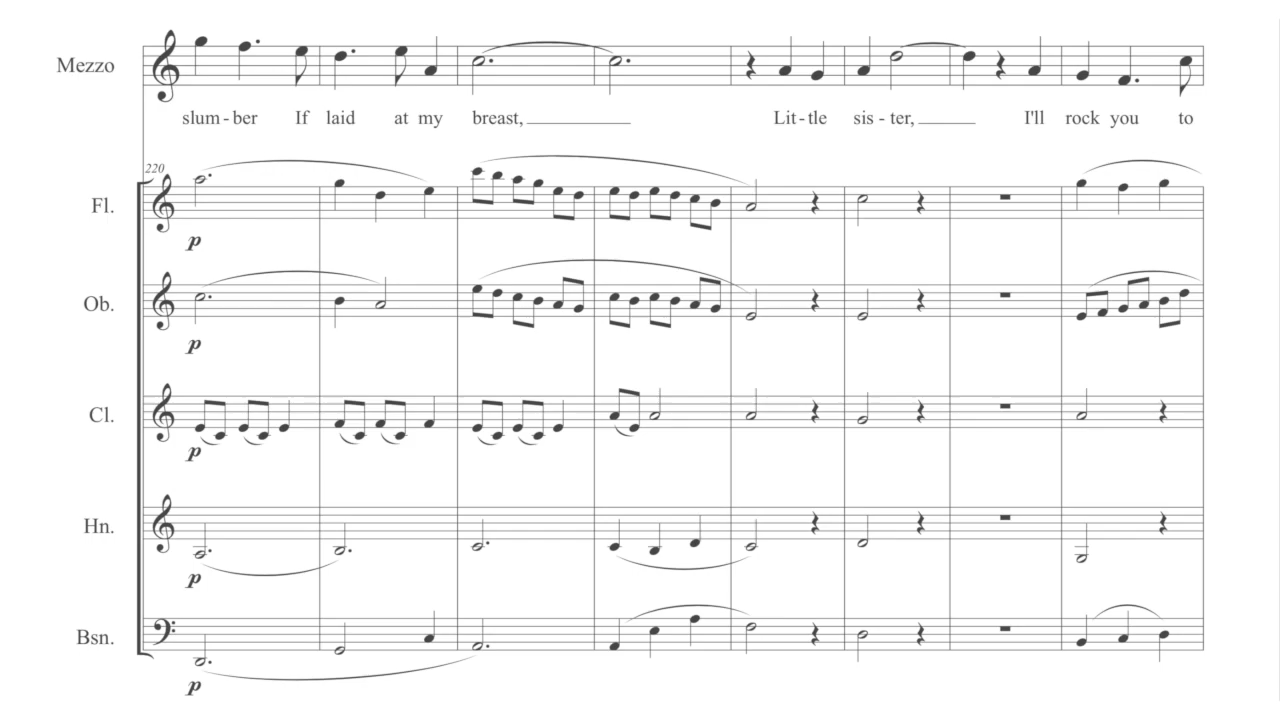 Mezzo
slum - ber If laid at my breast, Lit - tle sis - ter, I'll rock you to
220
Fl.
p
Ob.
p
Cl.
p
Hn.
p
Bsn.
p